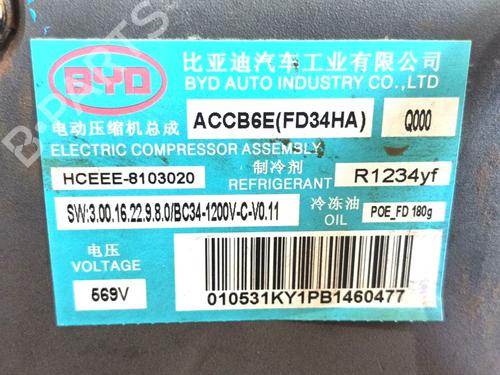 BYD
比亚迪汽车工业有限公司
BYD AUTO INDUSTRY CO.,LTD
电动压缩机总成
ACCB6E(FD34HA)
Q000
ELECTRIC COMPRESSOR ASSEMBLY
制冷剂
HCEEE-8103020
REFRIGERANT
R1234yf
SW:3.00.16.22.9.8.0/BC34-1200V-C-V0.11
冷冻油
OIL
POE_FD 180g
电压
VOLTAGE
569V
010531KY1PB1460477
B-PARTS